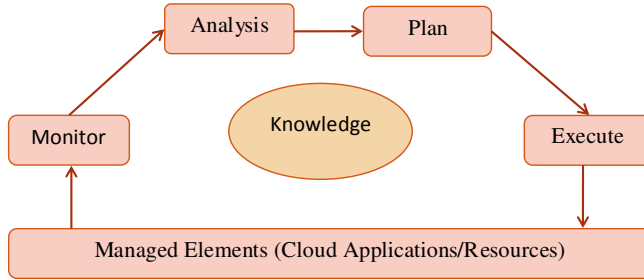 Analysis
Plan
Monitor
Knowledge
Execute
Managed Elements (Cloud Applications/Resources)